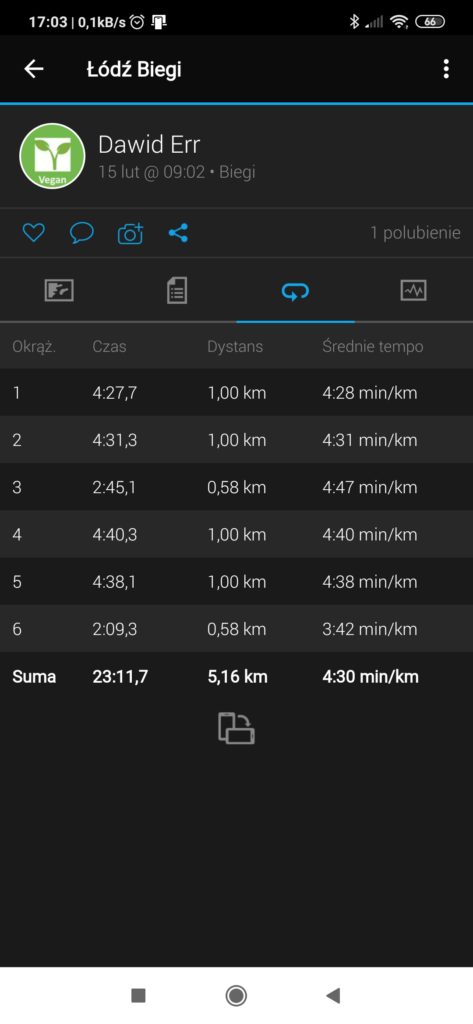 17:03 | 0,1kB/s 66
Łódź Biegi
Vegan
Dawid Err
15 lut @ 09:02 • Biegi
1 polubienie
Okrąż. Czas Dystans Średnie tempo
1 4:27,7 1,00 km 4:28 min/km
2 4:31,3 1,00 km 4:31 min/km
3 2:45,1 0,58 km 4:47 min/km
4 4:40,3 1,00 km 4:40 min/km
5 4:38,1 1,00 km 4:38 min/km
6 2:09,3 0,58 km 3:42 min/km
Suma 23:11,7 5,16 km 4:30 min/km